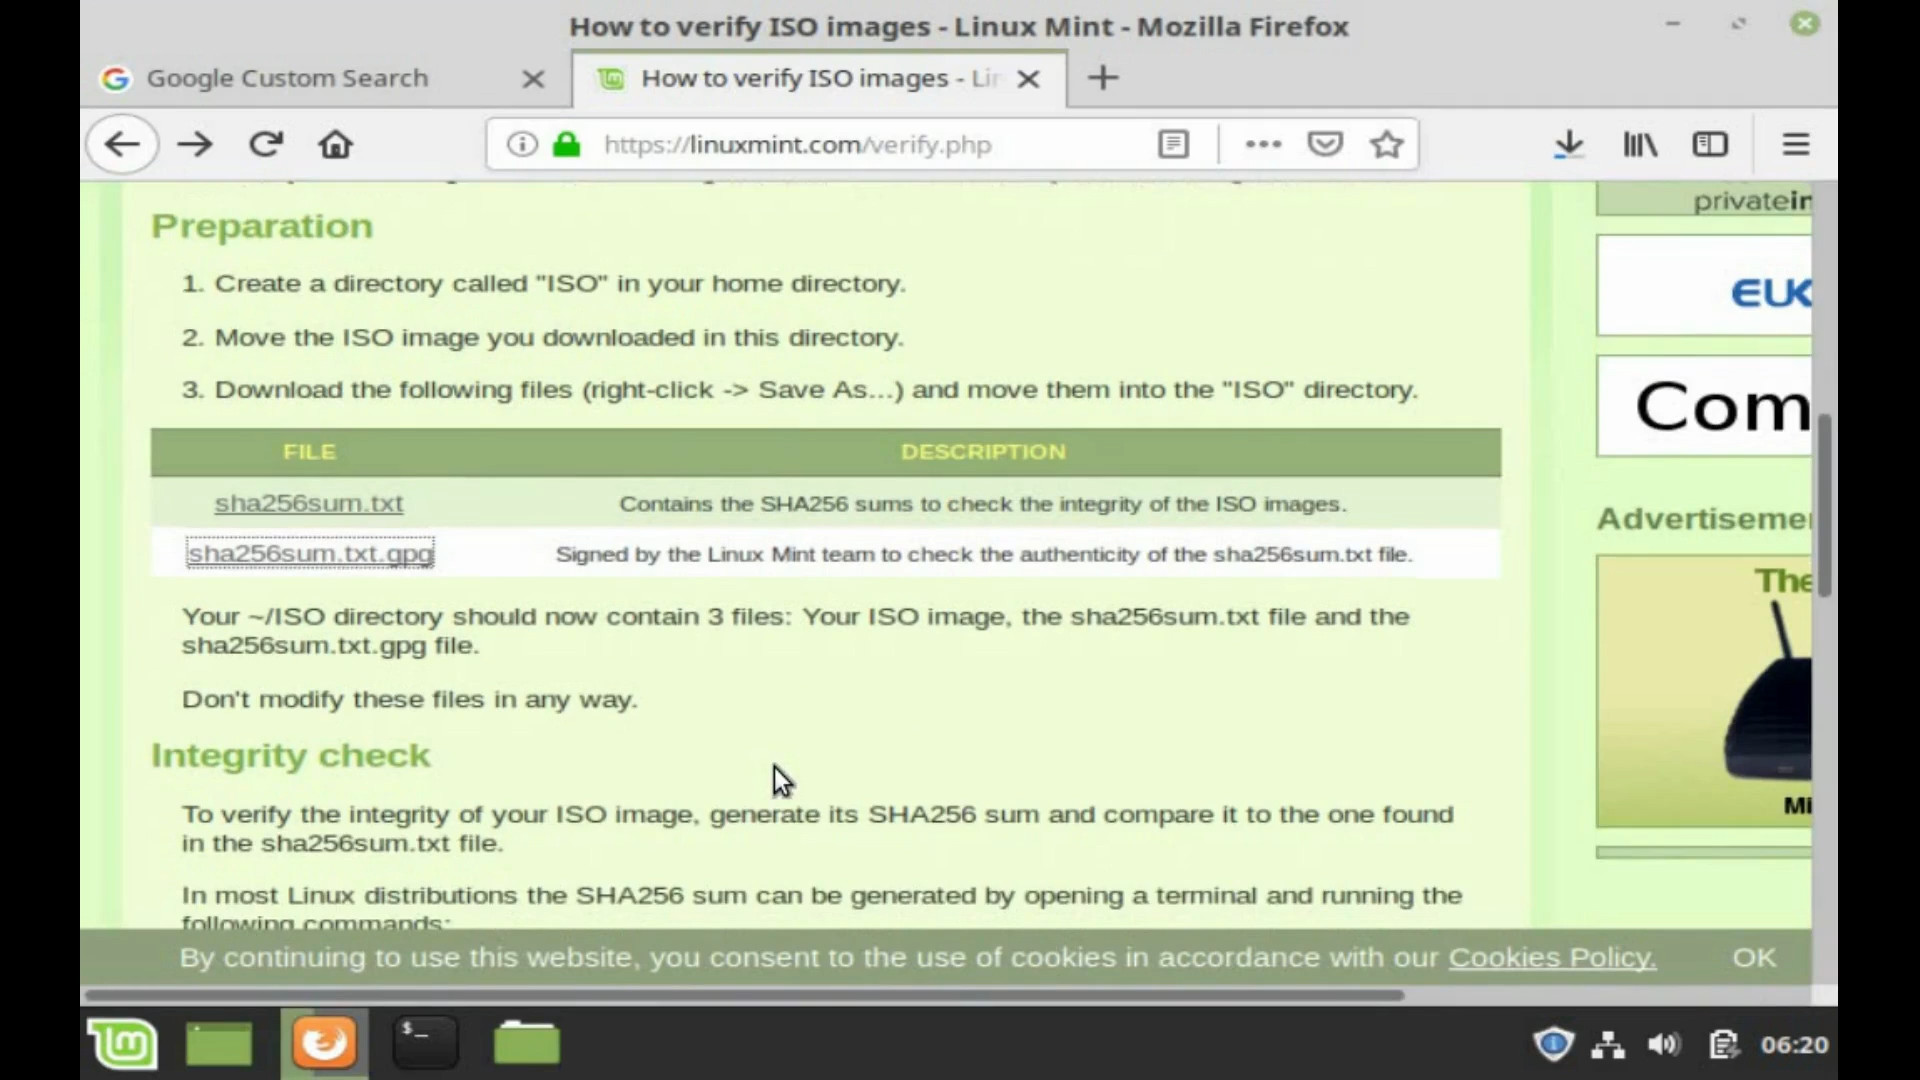 How to verify ISO images - Linux Mint - Mozilla Firefox
Google Custom Search
How to verify ISO images - Li
https://linuxmint.com/verify.php
Preparation
privatein
1. Create a directory called "ISO" in your home directory.
EUK
2. Move the ISO image you downloaded in this directory.
3. Download the following files (right-click -> Save As...) and move them into the "ISO" directory.
Com
FILE DESCRIPTION
sha256sum.txt Contains the SHA256 sums to check the integrity of the ISO images.
Advertiseme
sha256sum.txt.gpg Signed by the Linux Mint team to check the authenticity of the sha256sum.txt file.
The
Your ~/ISO directory should now contain 3 files: Your ISO image, the sha256sum.txt file and the
sha256sum.txt.gpg file.
Don't modify these files in any way.
Integrity check
Mi
To verify the integrity of your ISO image, generate its SHA256 sum and compare it to the one found
in the sha256sum.txt file.
In most Linux distributions the SHA256 sum can be generated by opening a terminal and running the
following commands:
By continuing to use this website, you consent to the use of cookies in accordance with our Cookies Policy. OK
$_
06:20